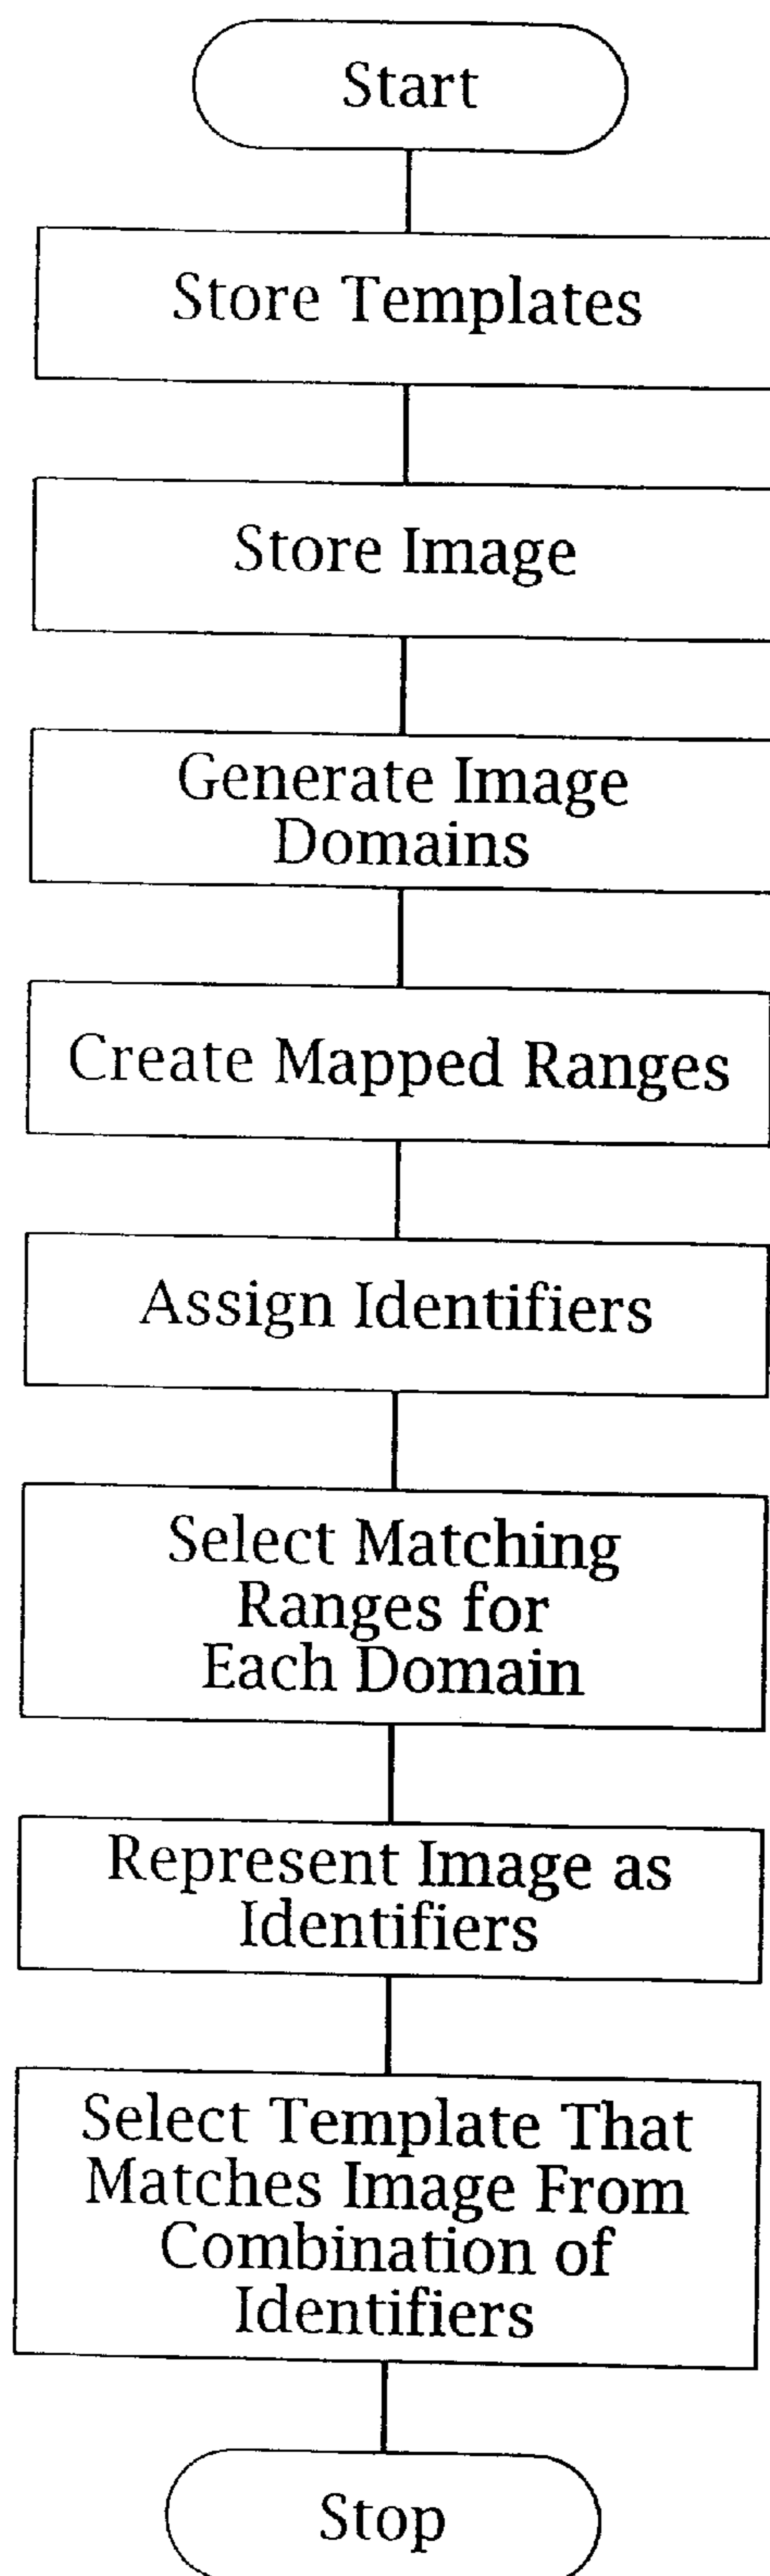 Start
Store Templates
Store Image
Generate Image
Domains
Create Mapped Ranges
Assign Identifiers
Select Matching
Ranges for
Each Domain
Represent Image as
Identifiers
Select Template That
Matches Image From
Combination of
Identifiers
Stop